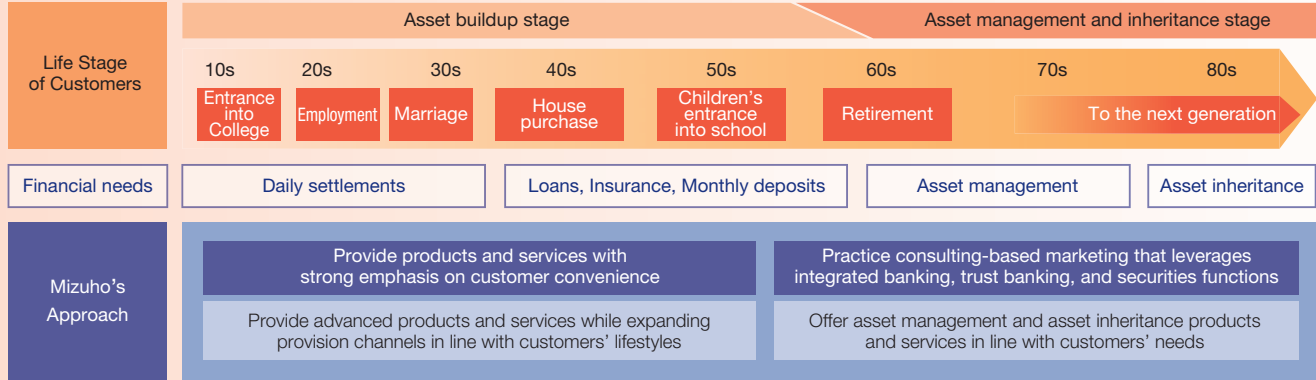 Asset buildup stage
Asset management and inheritance stage
Life Stage
of Customers
10s
20s
30s
40s
50s
60s
70s
80s
Entrance
into
College
Employment
Marriage
House
purchase
Children's
entrance
into school
Retirement
To the next generation
Financial needs
Daily settlements
Loans, Insurance, Monthly deposits
Asset management
Asset inheritance
Mizuho's
Approach
Provide products and services with
strong emphasis on customer convenience
Practice consulting-based marketing that leverages
integrated banking, trust banking, and securities functions
Provide advanced products and services while expanding
provision channels in line with customers' lifestyles
Offer asset management and asset inheritance products
and services in line with customers' needs